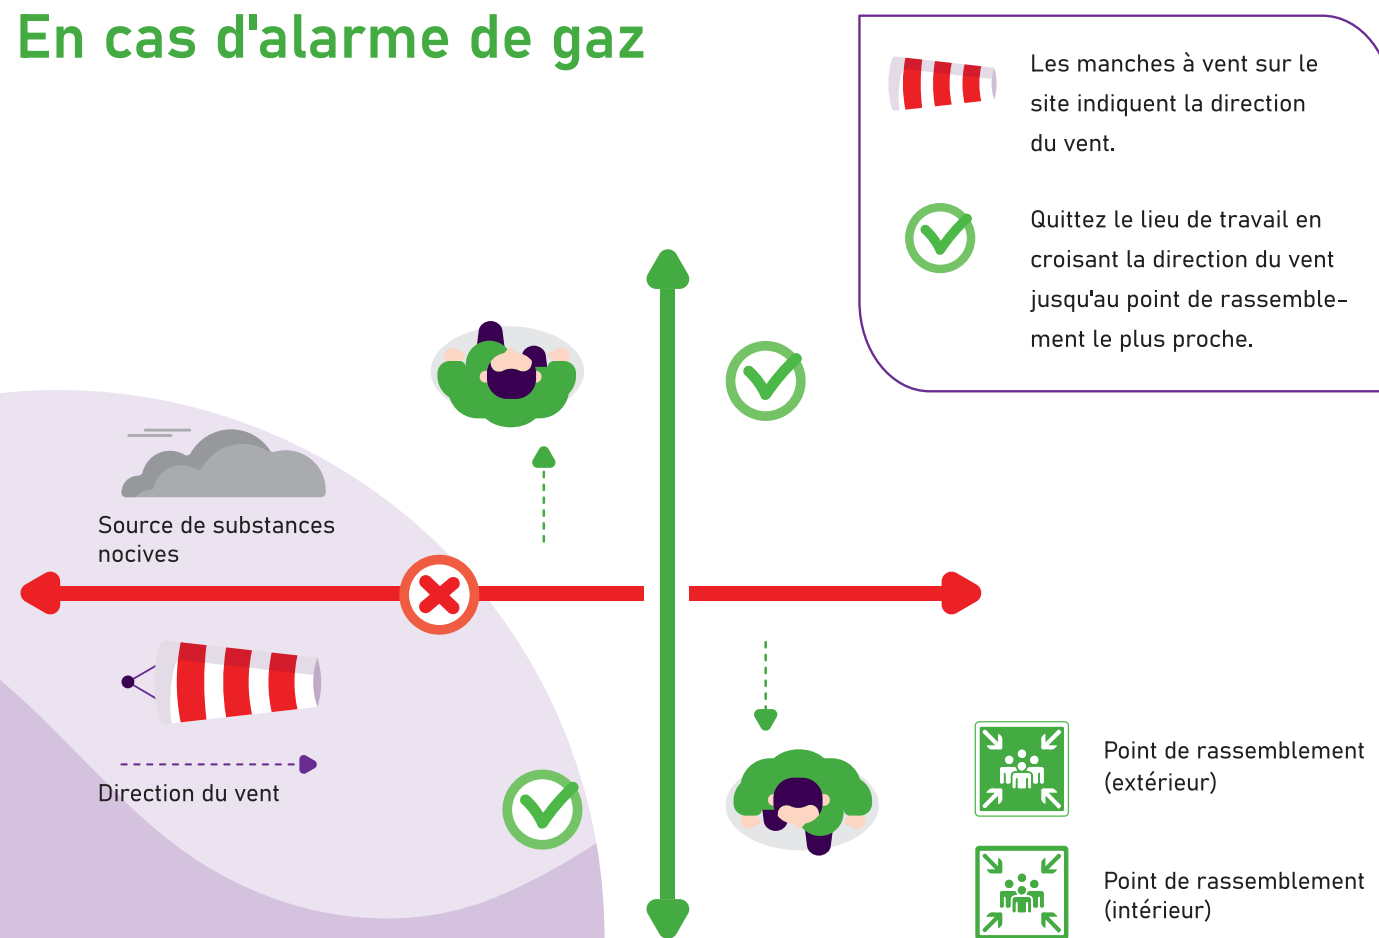 En cas d'alarme de gaz
Les manches à vent sur le
site indiquent la direction
du vent.
Quittez le lieu de travail en
croisant la direction du vent
jusqu'au point de rassemble-
ment le plus proche.
Source de substances
nocives
Direction du vent
Point de rassemblement
(extérieur)
Point de rassemblement
(intérieur)